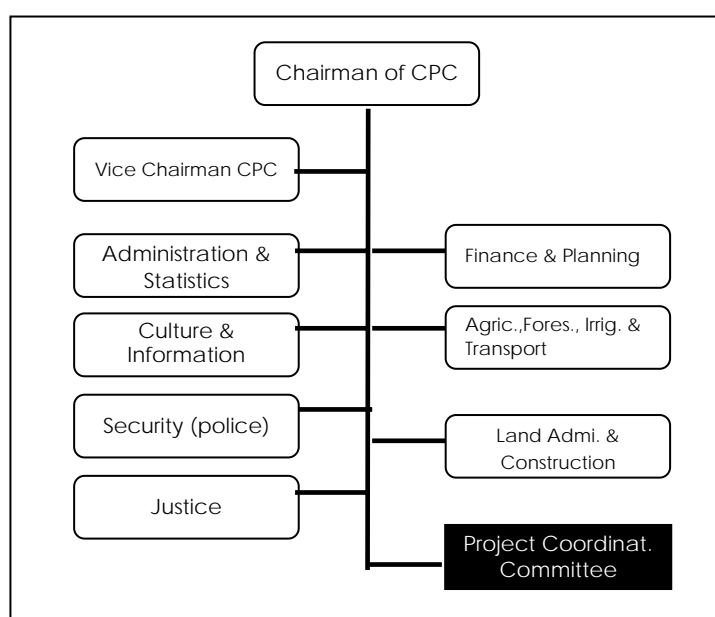 Chairman of CPC
Vice Chairman CPC
Administration &
Statistics
Finance & Planning
Culture &
Information
Agric.,Fores., Irrig. &
Transport
Security (police)
Land Admi. &
Construction
Justice
Project Coordinat.
Committee